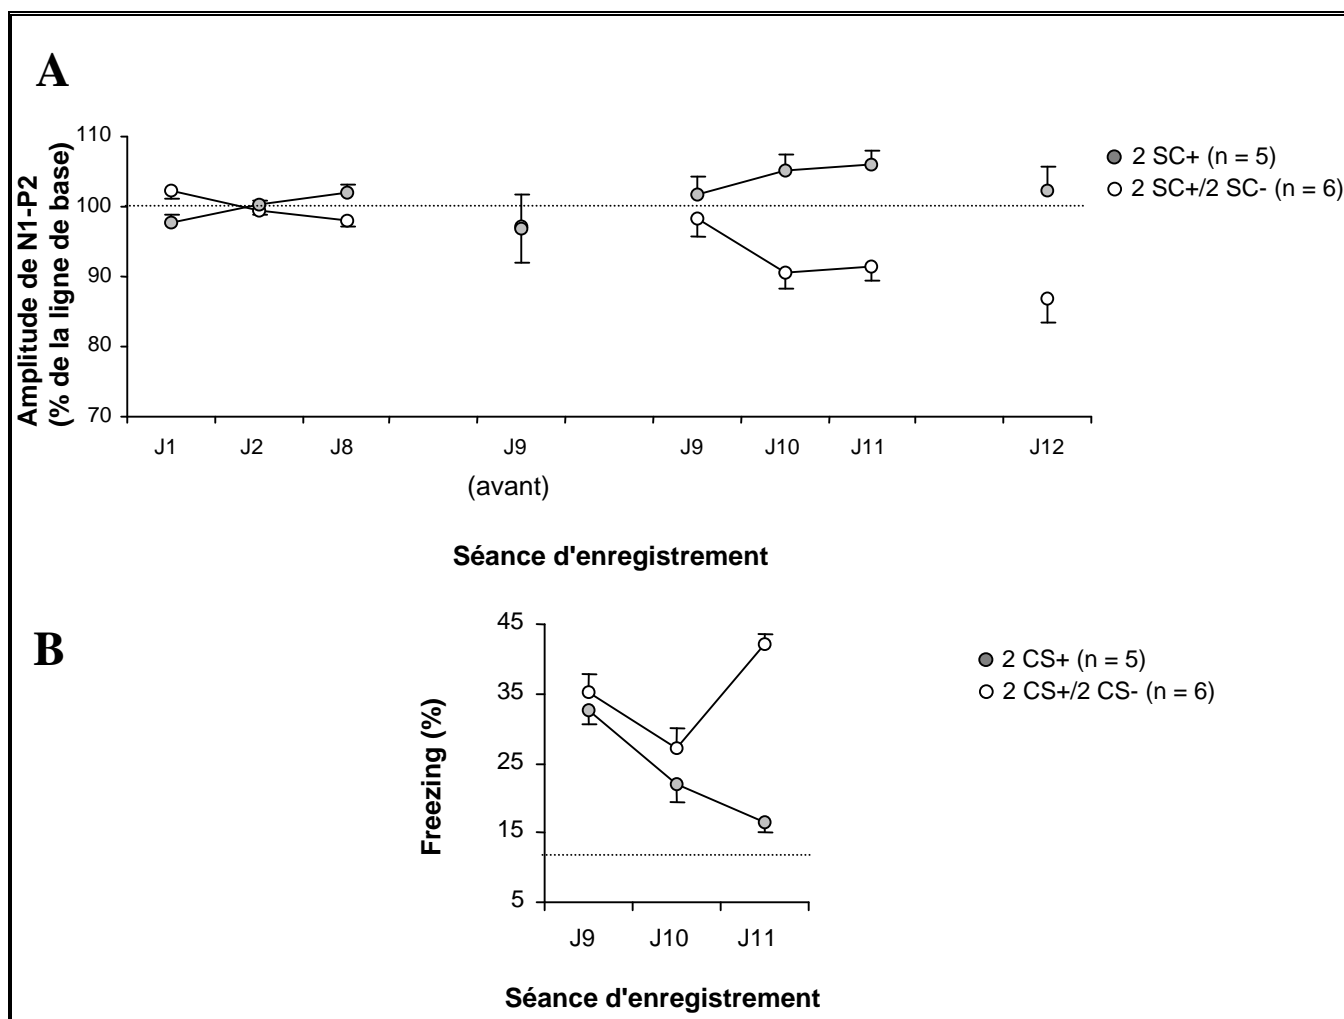 A
Amplitude de N1-P2
(% de la ligne de base)
110
100
90
80
70
2 SC+ (n = 5)
2 SC+/2 SC- (n = 6)
J1 J2 J8 J9 J9 J10 J11 J12
(avant)
Séance d'enregistrement
B
Freezing (%)
45
35
25
15
5
2 CS+ (n = 5)
2 CS+/2 CS- (n = 6)
J9 J10 J11
Séance d'enregistrement